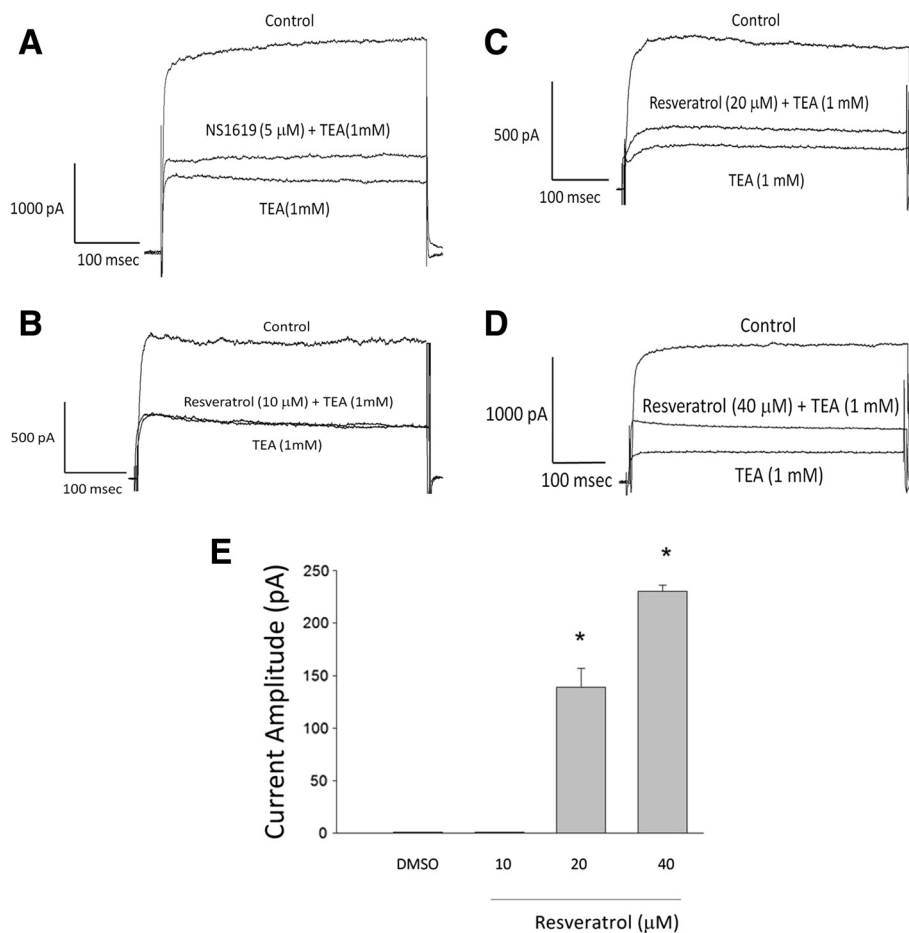 A
Control
NS1619 (5 μM) + TEA(1mM)
1000 pA
TEA(1mM)
100 msec
C
Control
Resveratrol (20 μM) + TEA (1 mM)
500 pA
TEA (1 mM)
100 msec
B
Control
Resveratrol (10 μM) + TEA (1mM)
500 pA
TEA (1mM)
100 msec
D
Control
1000 pA
Resveratrol (40 μM) + TEA (1 mM)
100 msec
TEA (1 mM)
E
Current Amplitude (pA)
250
200
150
100
50
0
*
*
DMSO 10 20 40
Resveratrol (μM)